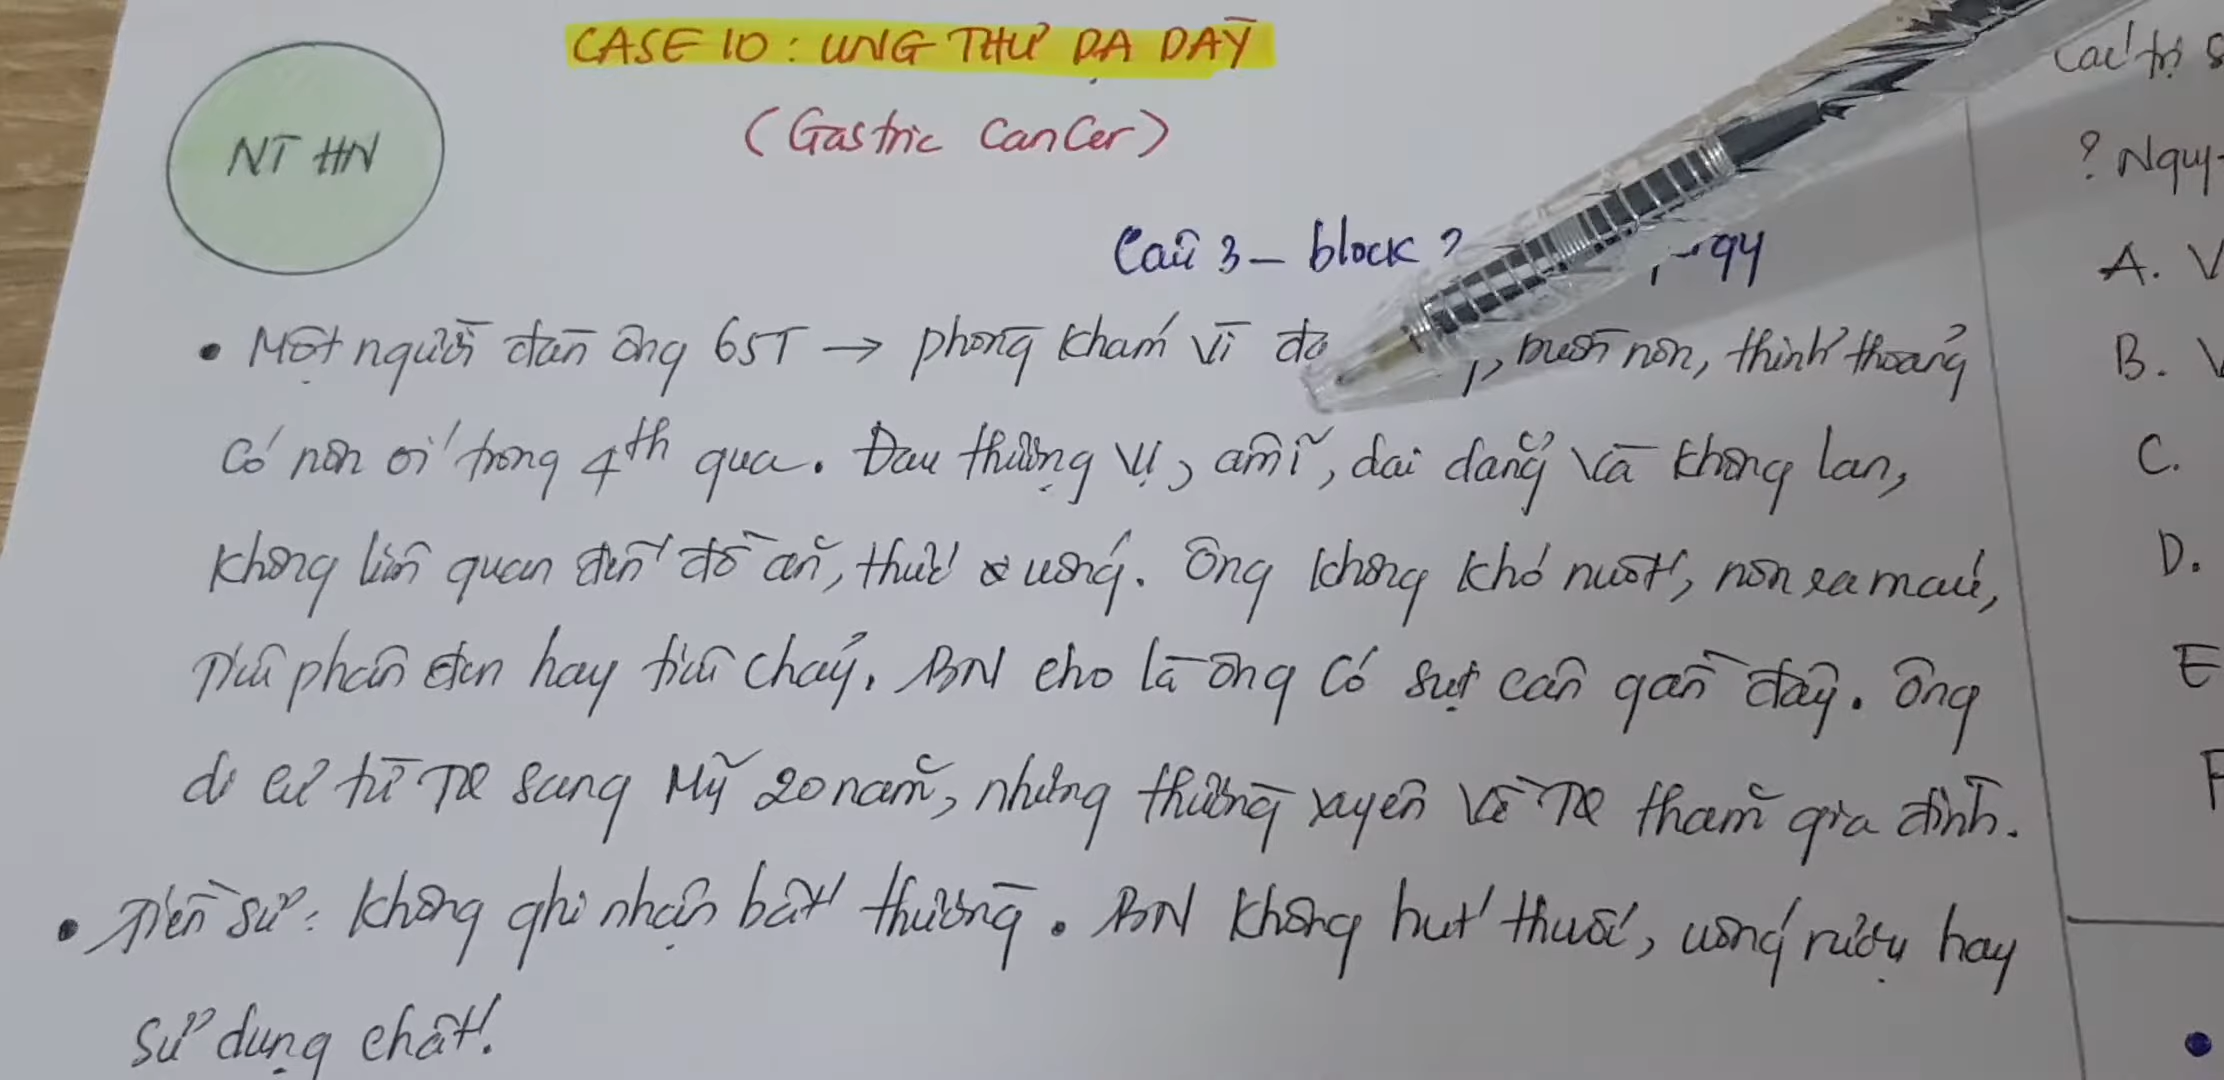 CASE 10: UNG THƯ DẠ DÀY
(Gastric Cancer)
NT HN
Câu 3 – block
• Một người đàn ông 65T → phòng khám vì buồn nôn, thỉnh thoảng
có nôn ói trong 4th qua. Đau thượng vị, âm ỉ, dai dẳng và không lan,
không liên quan đến đồ ăn, thức uống. Ông không khó nuốt, nôn ra máu,
Tiêu phân đen hay tiêu chảy. BN cho là ông có sụt cân gần đây. Ông
di cư từ TQ sang Mỹ 20 năm, nhưng thường xuyên về TQ thăm gia đình.
• Tiền sử: không ghi nhận bất thường. BN không hút thuốc, uống rượu hay
sử dụng chất.
Các trị
? Nguy
A. V
B.
C.
D.
E
F